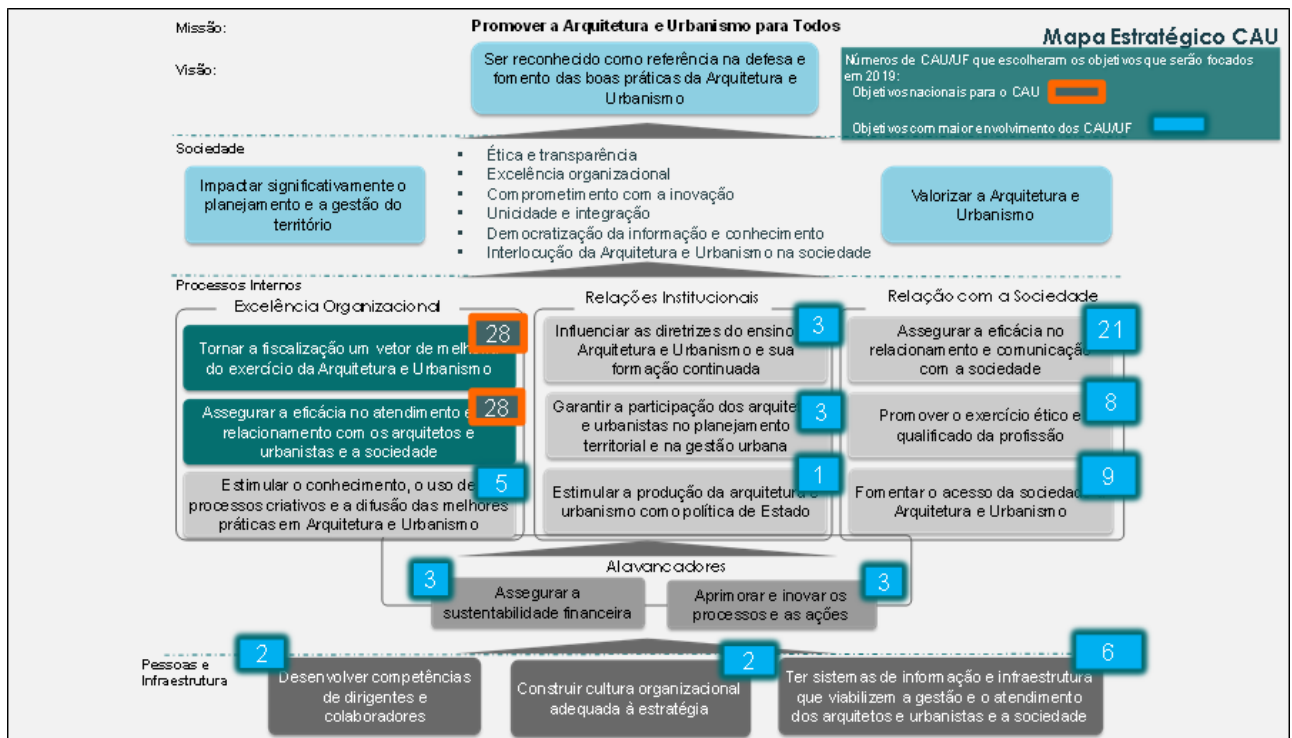 Missão:
Promover a Arquitetura e Urbanismo para Todos
Mapa Estratégico CAU
Visão:
Ser reconhecido como referência na defesa e
fomento das boas práticas da Arquitetura e
Urbanismo
Números de CAU/UF que escolheram os objetivos que serão focados
em 2019:
Objetivos nacionais para o CAU
Objetivos com maior envolvimento dos CAU/UF
Sociedade
Impactar significativamente o
planejamento e a gestão do
território
▪ Ética e transparência
▪ Excelência organizacional
▪ Comprometimento com a inovação
▪ Unicidade e integração
▪ Democratização da informação e conhecimento
▪ Interlocução da Arquitetura e Urbanismo na sociedade
Valorizar a Arquitetura e
Urbanismo
Processos Internos
Excelência Organizacional
28
Tornar a fiscalização um vetor de
do exercício da Arquitetura e Urbanismo
28
Assegurar a eficácia no atendimento
relacionamento com os arquitetos e
urbanistas e a sociedade
5
Estimular o conhecimento, o uso de
processos criativos e a difusão das melhores
práticas em Arquitetura e Urbanismo
Relações Institucionais
3
Influenciar as diretrizes do ensino
Arquitetura e Urbanismo e sua
formação continuada
3
Garantir a participação dos
e urbanistas no planejamento
territorial e na gestão urbana
1
Estimular a produção da arquitetura
urbanismo como política de Estado
Relação com a Sociedade
21
Assegurar a eficácia no
relacionamento e comunicação
com a sociedade
8
Promover o exercício ético e
qualificado da profissão
9
Fomentar o acesso da sociedade
Arquitetura e Urbanismo
Alavancadores
3
Assegurar a
sustentabilidade financeira
3
Aprimorar e inovar os
processos e as ações
Pessoas e
Infraestrutura
2
Desenvolver competências
de dirigentes e
colaboradores
2
Construir cultura organizacional
adequada à estratégia
6
Ter sistemas de informação e infraestrutura
que viabilizem a gestão e o atendimento
dos arquitetos e urbanistas e a sociedade